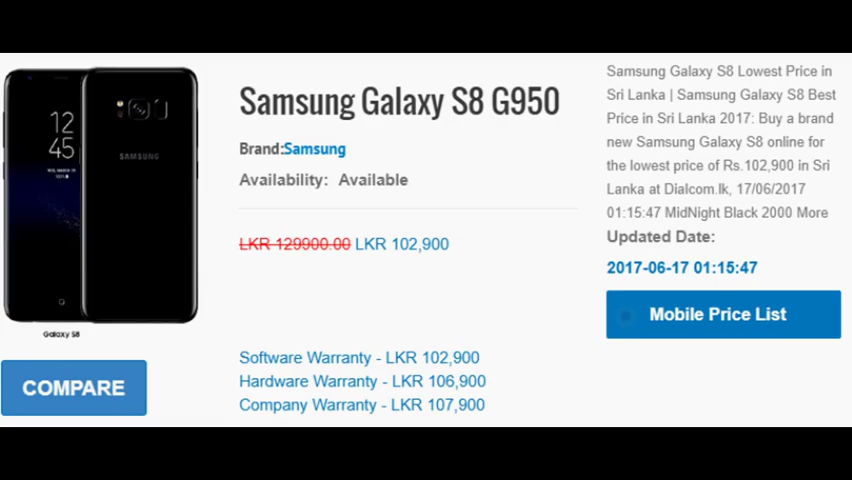 12
45
SAMSUNG
Galaxy S8
COMPARE
Samsung Galaxy S8 G950
Brand:Samsung
Availability: Available
LKR 129900.00 LKR 102,900
Software Warranty - LKR 102,900
Hardware Warranty - LKR 106,900
Company Warranty - LKR 107,900
Samsung Galaxy S8 Lowest Price in
Sri Lanka | Samsung Galaxy S8 Best
Price in Sri Lanka 2017: Buy a brand
new Samsung Galaxy S8 online for
the lowest price of Rs.102,900 in Sri
Lanka at Dialcom.lk, 17/06/2017
01:15:47 MidNight Black 2000 More
Updated Date:
2017-06-17 01:15:47
Mobile Price List